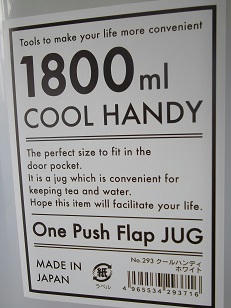 Tools to make your life more convenient
1800ml
COOL HANDY
The perfect size to fit in the
door pocket.
It is a jug which is convenient for
keeping tea and water.
Hope this item will facilitate your life.
One Push Flap JUG
MADE IN
JAPAN
紙
ラベル
No.293 クールハンディ
ホワイト
4965534293716